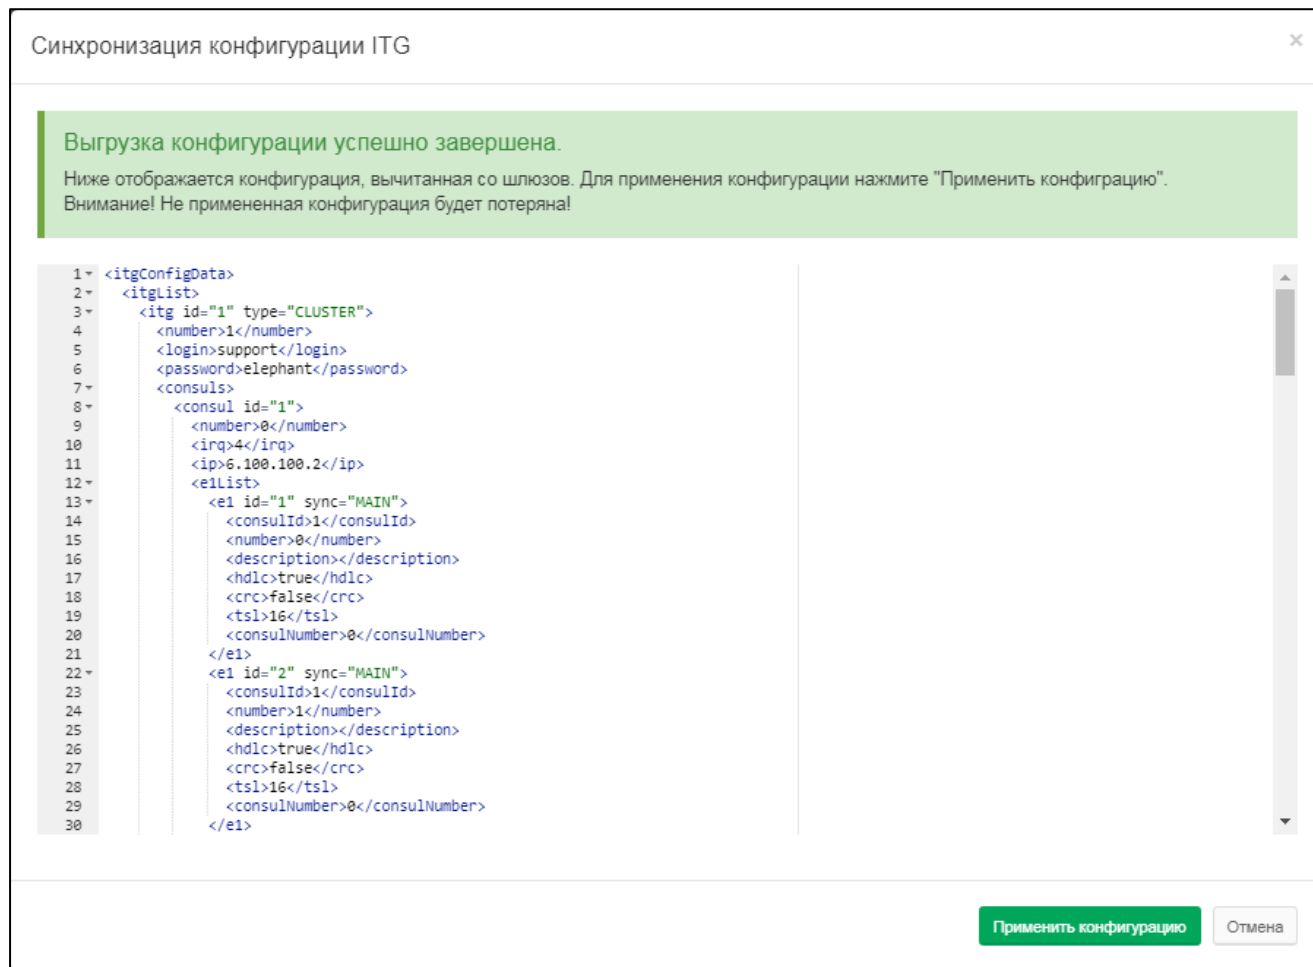 Синхронизация конфигурации ITG
×
Выгрузка конфигурации успешно завершена.
Ниже отображается конфигурация, вычитанная со шлюзов. Для применения конфигурации нажмите "Применить конфиграцию".
Внимание! Не примененная конфигурация будет потеряна!
1 <itgConfigData>
2 <itgList>
3 <itg id="1" type="CLUSTER">
4 <number>1</number>
5 <login>support</login>
6 <password>elephant</password>
7 <consuls>
8 <consul id="1">
9 <number>0</number>
10 <irq>4</irq>
11 <ip>6.100.100.2</ip>
12 <e1List>
13 <e1 id="1" sync="MAIN">
14 <consulId>1</consulId>
15 <number>0</number>
16 <description></description>
17 <hdlc>true</hdlc>
18 <crc>false</crc>
19 <tsl>16</tsl>
20 <consulNumber>0</consulNumber>
21 </e1>
22 <e1 id="2" sync="MAIN">
23 <consulId>1</consulId>
24 <number>1</number>
25 <description></description>
26 <hdlc>true</hdlc>
27 <crc>false</crc>
28 <tsl>16</tsl>
29 <consulNumber>0</consulNumber>
30 </e1>
Применить конфигурацию Отмена